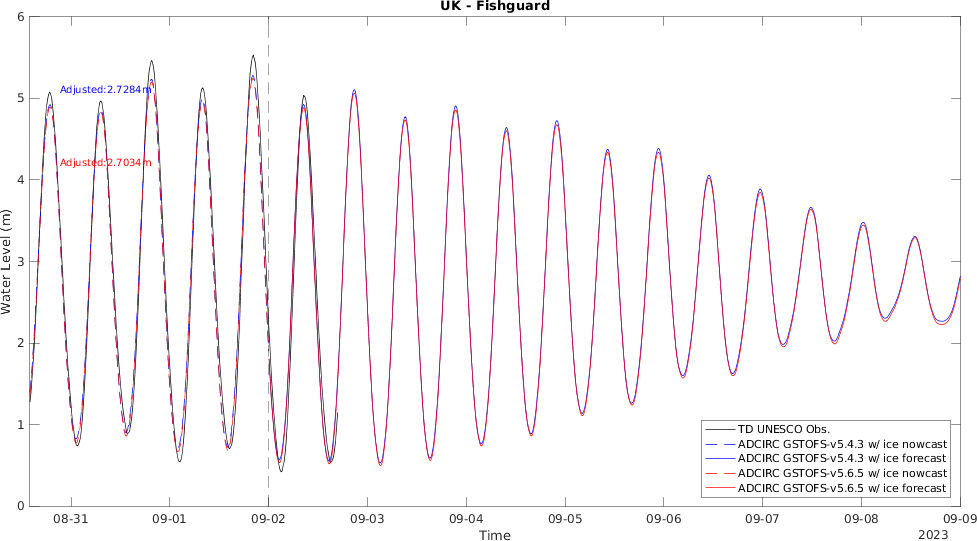 UK - Fishguard
6
5
4
3
2
1
0
Water Level (m)
Adjusted:2.7284m
Adjusted:2.7034m
TD UNESCO Obs.
ADCIRC GSTOFS-v5.4.3 w/ ice nowcast
ADCIRC GSTOFS-v5.4.3 w/ ice forecast
ADCIRC GSTOFS-v5.6.5 w/ ice nowcast
ADCIRC GSTOFS-v5.6.5 w/ ice forecast
08-31 09-01 09-02 09-03 09-04 09-05 09-06 09-07 09-08 09-09
Time
2023